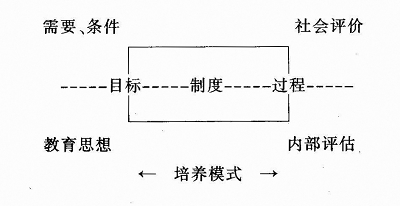 需要、条件 社会评价
-----目标-----制度-----过程-----
教育思想 内部评估
← 培养模式 →